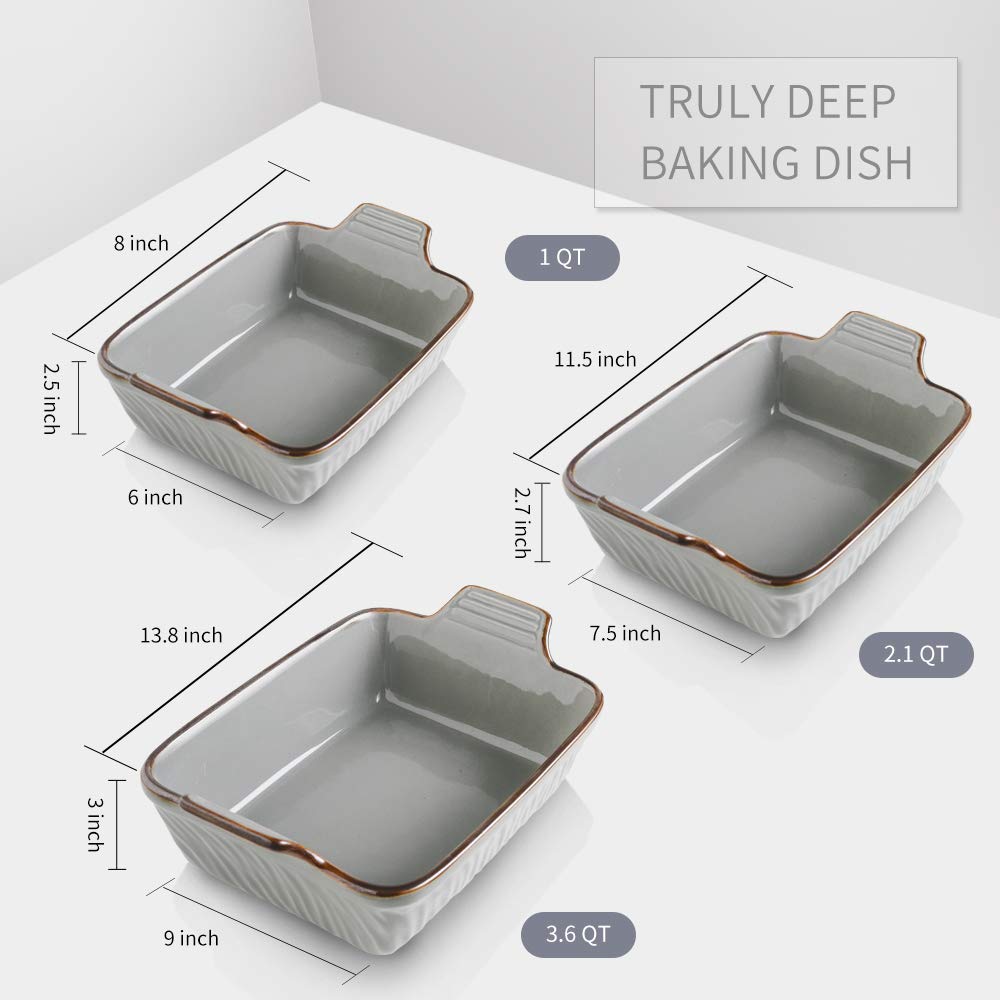 TRULY DEEP
BAKING DISH
8 inch
1 QT
2.5 inch
6 inch
11.5 inch
2.7 inch
7.5 inch
2.1 QT
13.8 inch
3 inch
9 inch
3.6 QT